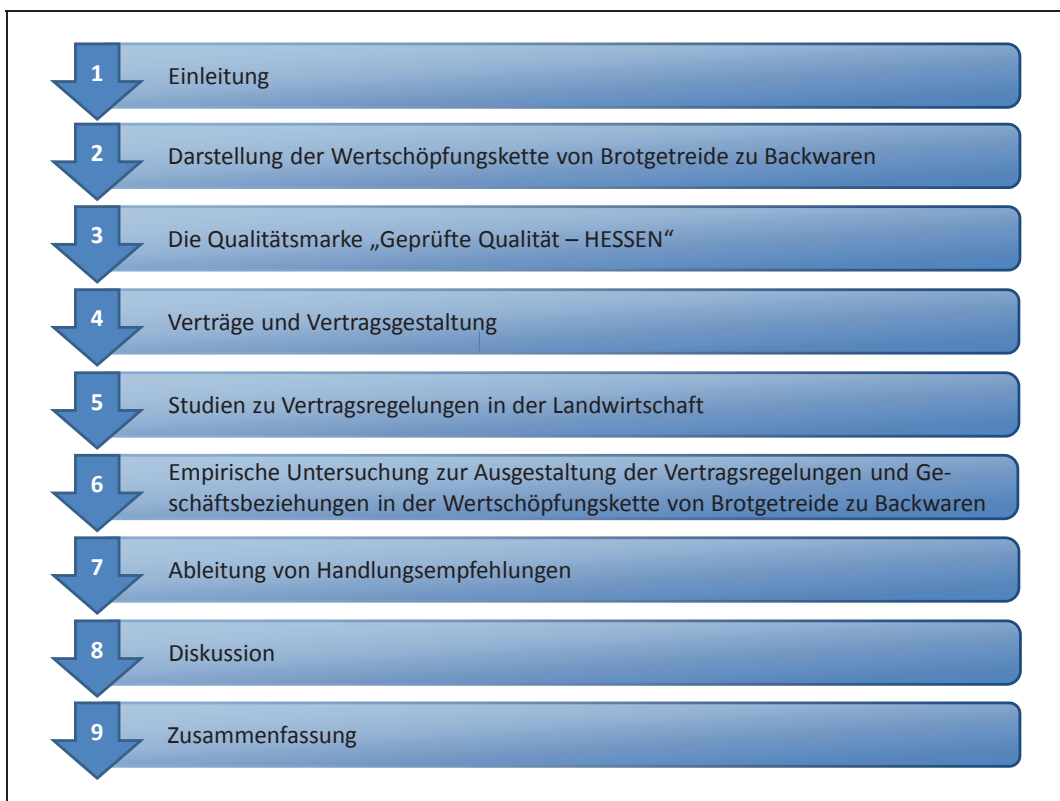 1
Einleitung
2
Darstellung der Wertschöpfungskette von Brotgetreide zu Backwaren
3
Die Qualitätsmarke „Geprüfte Qualität – HESSEN“
4
Verträge und Vertragsgestaltung
5
Studien zu Vertragsregelungen in der Landwirtschaft
6
Empirische Untersuchung zur Ausgestaltung der Vertragsregelungen und Ge-
schäftsbeziehungen in der Wertschöpfungskette von Brotgetreide zu Backwaren
7
Ableitung von Handlungsempfehlungen
8
Diskussion
9
Zusammenfassung